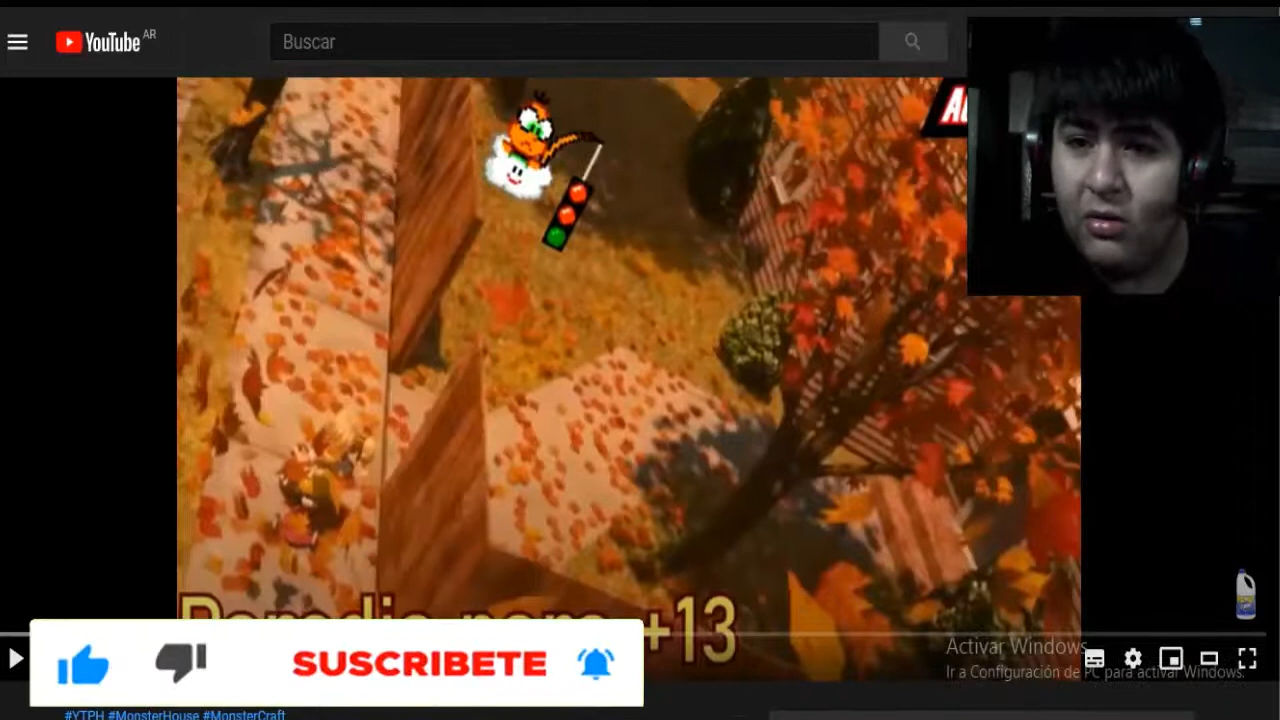 YouTube AR
Buscar
Parodia para +13
SUSCRIBETE
Activar Windows
Ir a Configuración de PC para activar Windows.
#YTPH #MonsterHouse #MonsterCraft